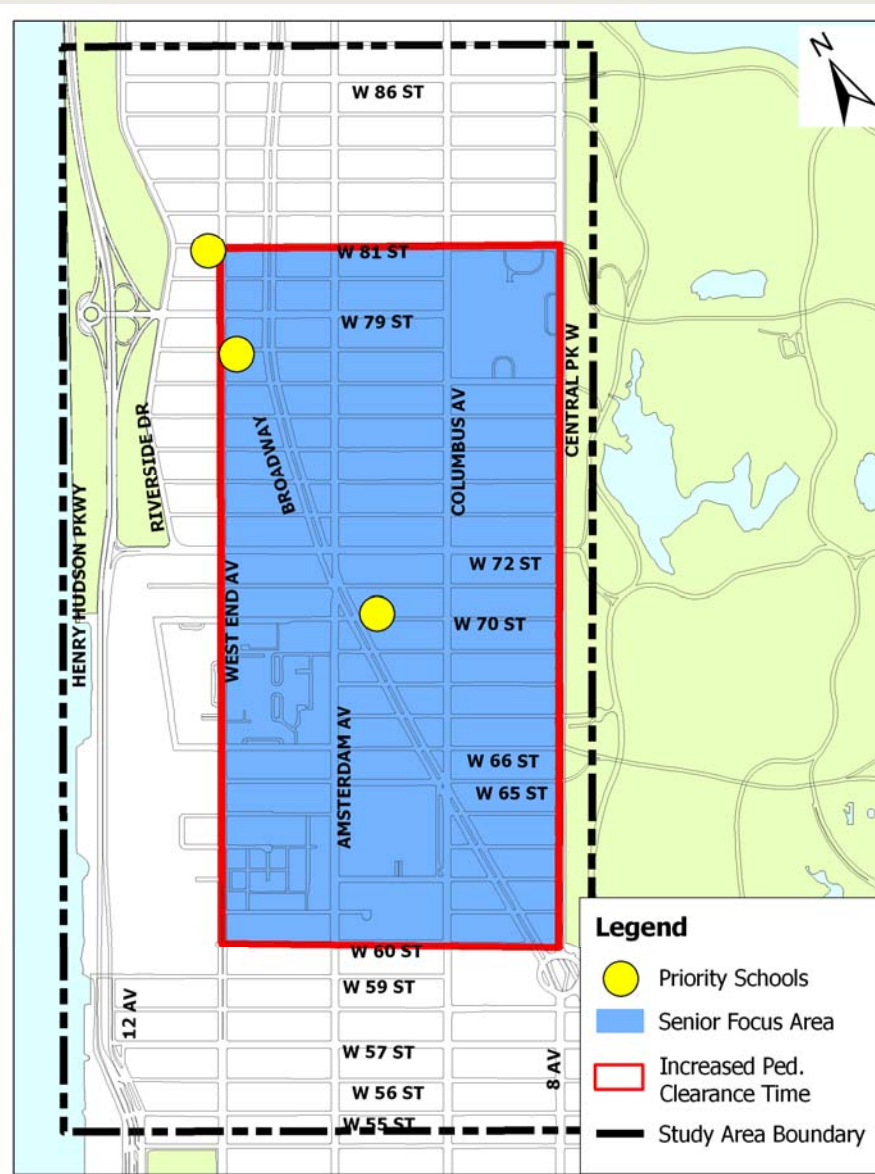 N
W 86 ST
W 81 ST
W 79 ST
CENTRAL PK W
COLUMBUS AV
BROADWAY
RIVERSIDE DR
HENRY HUDSON PKWY
W 72 ST
WEST END AV
W 70 ST
AMSTERDAM AV
W 66 ST
W 65 ST
W 60 ST
W 59 ST
12 AV
W 57 ST
8 AV
W 56 ST
W 55 ST
Legend
Priority Schools
Senior Focus Area
Increased Ped.
Clearance Time
Study Area Boundary